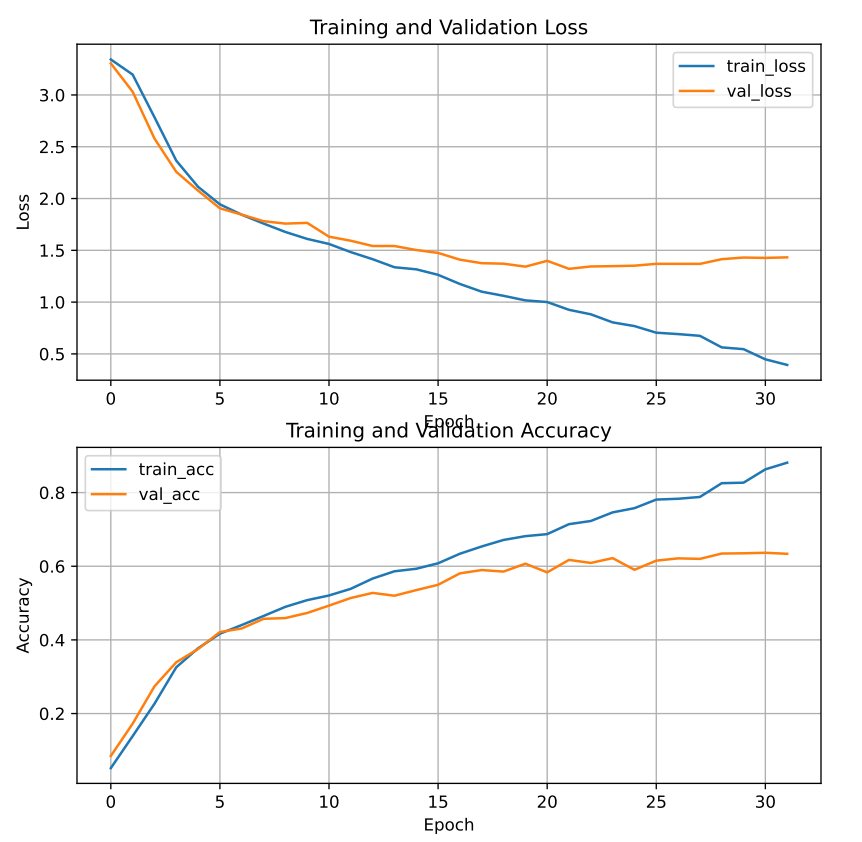 Training and Validation Loss
train_loss
val_loss
Loss
3.0
2.5
2.0
1.5
1.0
0.5
0 5 10 15 20 25 30
Epoch
Training and Validation Accuracy
train_acc
val_acc
Accuracy
0.8
0.6
0.4
0.2
0 5 10 15 20 25 30
Epoch